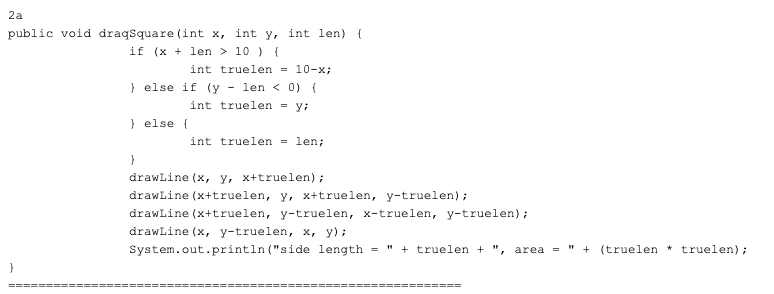 2a
public void draqSquare(int x, int y, int len) {
if (x + len > 10 ) {
int truelen = 10-x;
} else if (y - len < 0) {
int truelen = y;
} else {
int truelen = len;
}
drawLine(x, y, x+truelen);
drawLine(x+truelen, y, x+truelen, y-truelen);
drawLine(x+truelen, y-truelen, x-truelen, y-truelen);
drawLine(x, y-truelen, x, y);
System.out.println("side length = " + truelen + ", area = " + (truelen * truelen);
}
============================================================